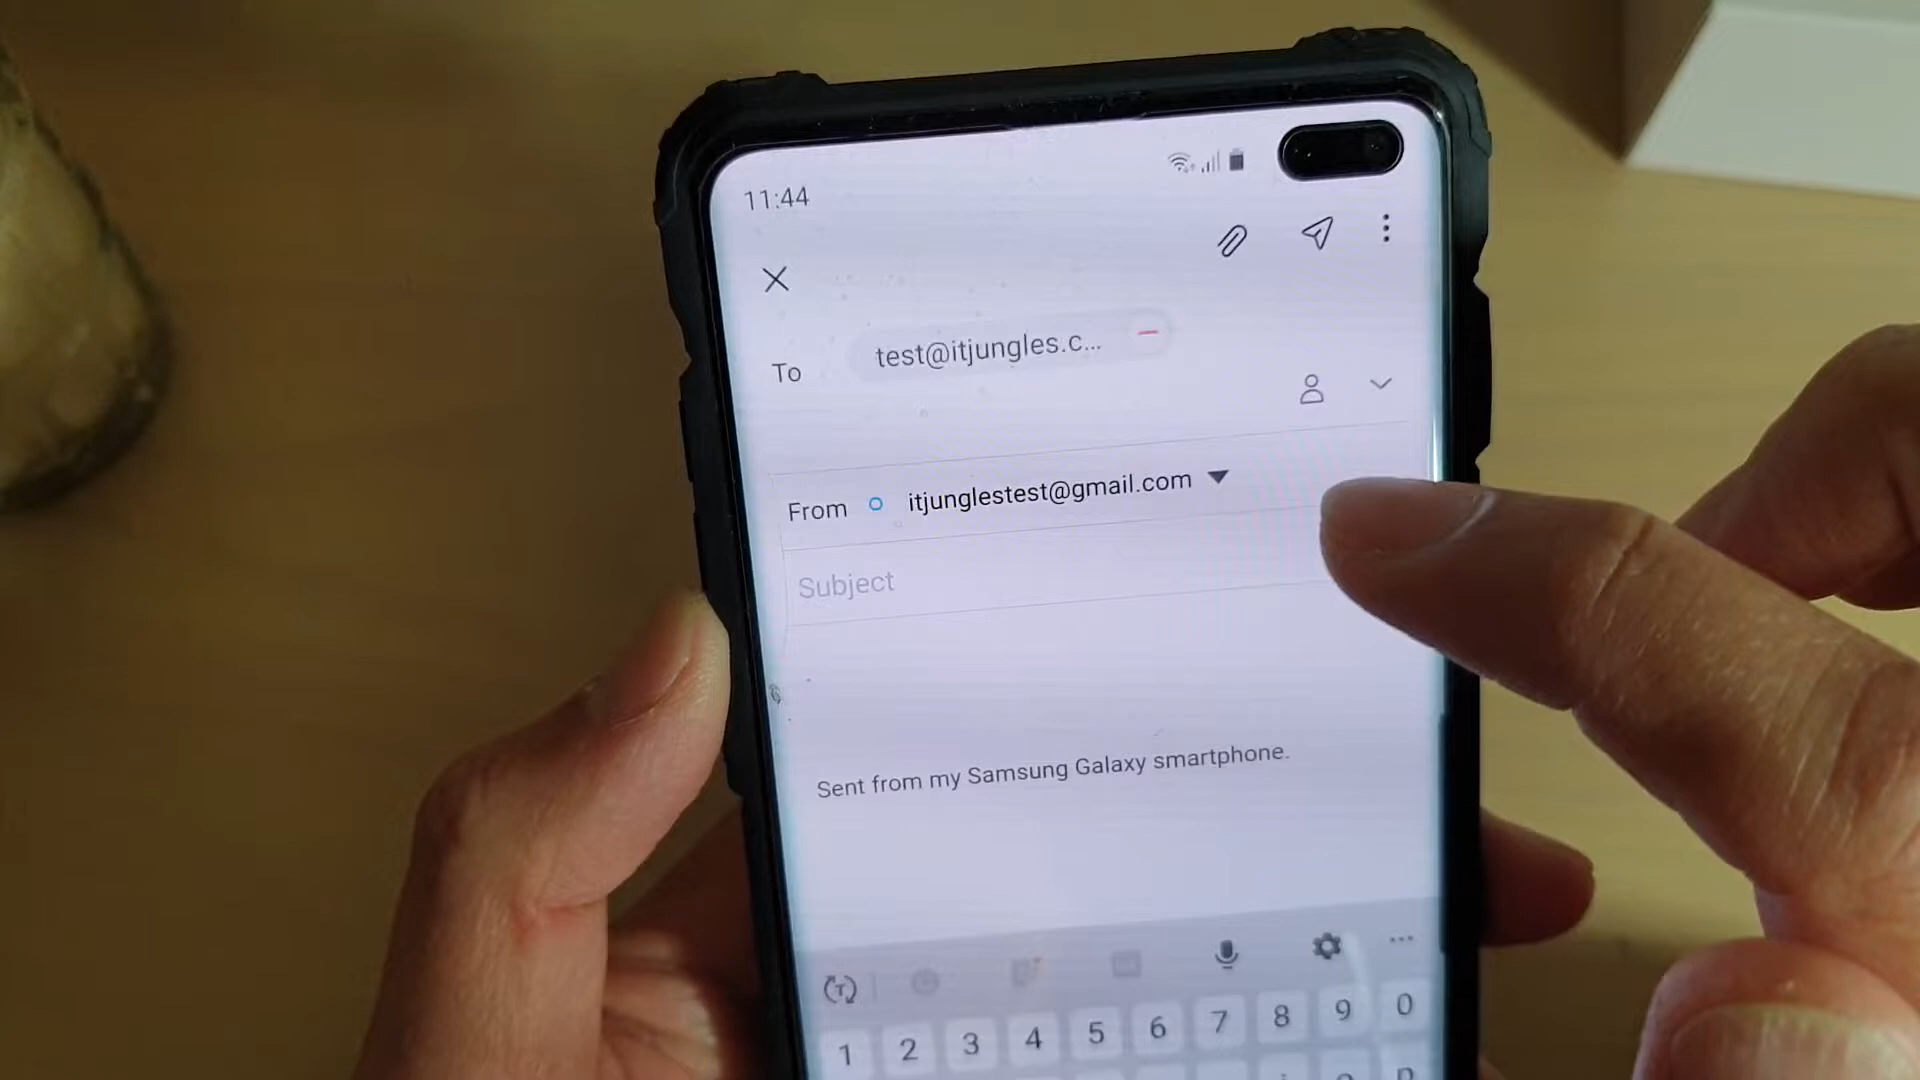 11:44
To test@itjungles.c...
From itjunglestest@gmail.com
Subject
Sent from my Samsung Galaxy smartphone.
1 2 3 4 5 6 7 8 9 0